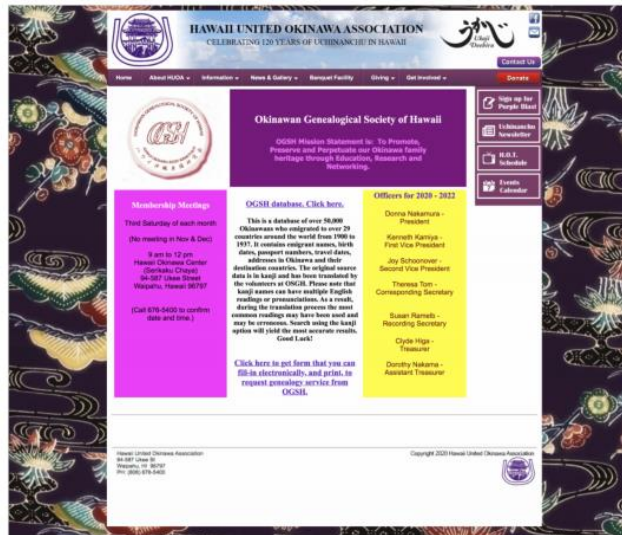 HAWAII UNITED OKINAWA ASSOCIATION
CELEBRATING 120 YEARS OF UCHINANCHU IN HAWAII
Ukuji
Deebiru
Contact Us
Home About HUOA Information News & Gallery Banquet Facility Giving Get Involved Donate
Sign up for
Purple Blast
Uchinanchu
Newsletter
H.O.T.
Schedule
Events
Calendar
OGSH
Okinawan Genealogical
Society of Hawaii
OGSH Mission Statement is: To Promote,
Preserve and Perpetuate our Okinawa family
heritage through Education, Research and
Networking.
Membership Meetings
Third Saturday of each month
(No meeting in Nov & Dec)
9 am to 12 pm
Hawaii Okinawa Center
(Serikaku Chaya)
94-587 Ukee Street
Waipahu, Hawaii 96797
(Call 676-5400 to confirm
date and time.)
OGSH database. Click here.
This is a database of over 50,000
Okinawans who emigrated to over 29
countries around the world from 1900 to
1937. It contains emigrant names, birth
dates, passport numbers, travel dates,
addresses in Okinawa and their
destination countries. The original source
data is in kanji and has been translated by
the volunteers at OSGH. Please note that
kanji names can have multiple English
readings or pronunciations. As a result,
during the translation process the most
common readings may have been used and
may be erroneous. Search using the kanji
option will yield the most accurate results.
Good Luck!
Click here to get form that you can
fill-in electronically, and print, to
request genealogy service from
OGSH.
Officers for 2020 - 2022
Donna Nakamura -
President
Kenneth Kamiya -
First Vice President
Joy Schoonover -
Second Vice President
Theresa Tom -
Corresponding Secretary
Susan Ramelb -
Recording Secretary
Clyde Higa -
Treasurer
Dorothy Nakama -
Assistant Treasurer
Hawaii United Okinawa Association
94-587 Ukee St
Waipahu, HI 96797
PH: (808) 676-5400
Copyright 2020 Hawaii United Okinawa Association